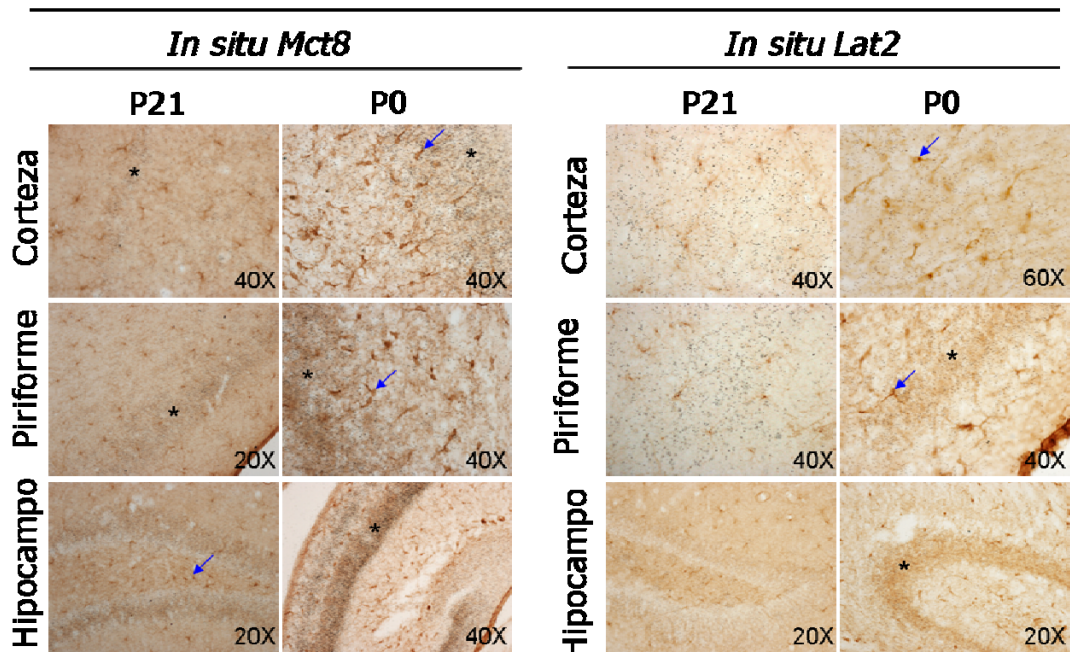 In situ Mct8
In situ Lat2
P21 P0
P21 P0
Corteza
* 40X
* 40X
Corteza
40X
60X
Piriforme
* 20X
* 40X
Piriforme
40X
* 40X
Hipocampo
20X
* 40X
Hipocampo
20X
* 20X